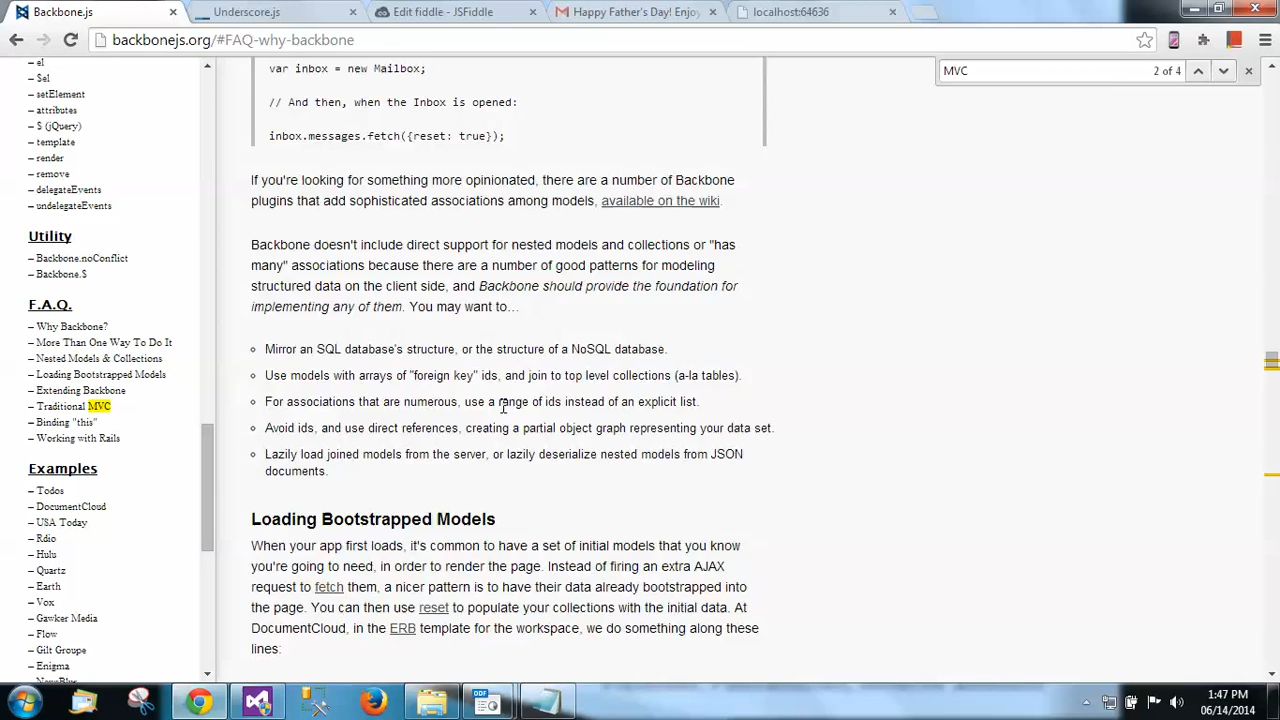 Backbone.js
Underscore.js
Edit fiddle - JSFiddle
Happy Father's Day! Enjoy
localhost:64636
backbonejs.org/#FAQ-why-backbone
MVC
2 of 4
– el
– $el
– setElement
– attributes
– $ (jQuery)
– template
– render
– remove
– delegateEvents
– undelegateEvents
Utility
– Backbone.noConflict
– Backbone.$
F.A.Q.
– Why Backbone?
– More Than One Way To Do It
– Nested Models & Collections
– Loading Bootstrapped Models
– Extending Backbone
– Traditional MVC
– Binding "this"
– Working with Rails
Examples
– Todos
– DocumentCloud
– USA Today
– Rdio
– Hulu
– Quartz
– Earth
– Vox
– Gawker Media
– Flow
– Gilt Groupe
– Enigma
– NewsBlur
var inbox = new Mailbox;
// And then, when the Inbox is opened:
inbox.messages.fetch({reset: true});
If you're looking for something more opinionated, there are a number of Backbone
plugins that add sophisticated associations among models, available on the wiki.
Backbone doesn't include direct support for nested models and collections or "has
many" associations because there are a number of good patterns for modeling
structured data on the client side, and Backbone should provide the foundation for
implementing any of them. You may want to…
Mirror an SQL database's structure, or the structure of a NoSQL database.
Use models with arrays of "foreign key" ids, and join to top level collections (a-la tables).
For associations that are numerous, use a range of ids instead of an explicit list.
Avoid ids, and use direct references, creating a partial object graph representing your data set.
Lazily load joined models from the server, or lazily deserialize nested models from JSON
documents.
Loading Bootstrapped Models
When your app first loads, it's common to have a set of initial models that you know
you're going to need, in order to render the page. Instead of firing an extra AJAX
request to fetch them, a nicer pattern is to have their data already bootstrapped into
the page. You can then use reset to populate your collections with the initial data. At
DocumentCloud, in the ERB template for the workspace, we do something along these
lines:
ODF
1:47 PM
06/14/2014